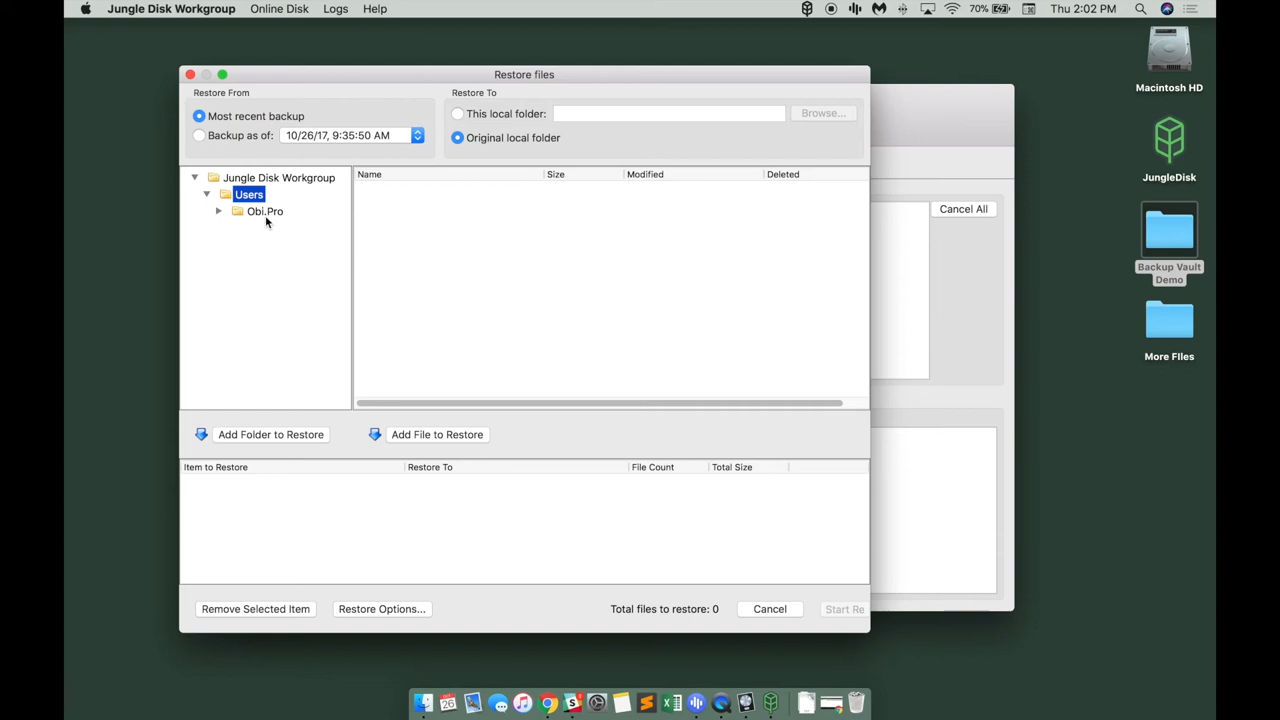 Jungle Disk Workgroup Online Disk Logs Help 70% Thu 2:02 PM
Restore files
Restore From
Restore To
Most recent backup
Backup as of: 10/26/17, 9:35:50 AM
This local folder: Browse...
Original local folder
Jungle Disk Workgroup
Users
Obi.Pro
Name Size Modified Deleted
Cancel All
Add Folder to Restore
Add File to Restore
Item to Restore Restore To File Count Total Size
Remove Selected Item
Restore Options...
Total files to restore: 0
Cancel
Start Re
Macintosh HD
JungleDisk
Backup Vault
Demo
More FIles
26